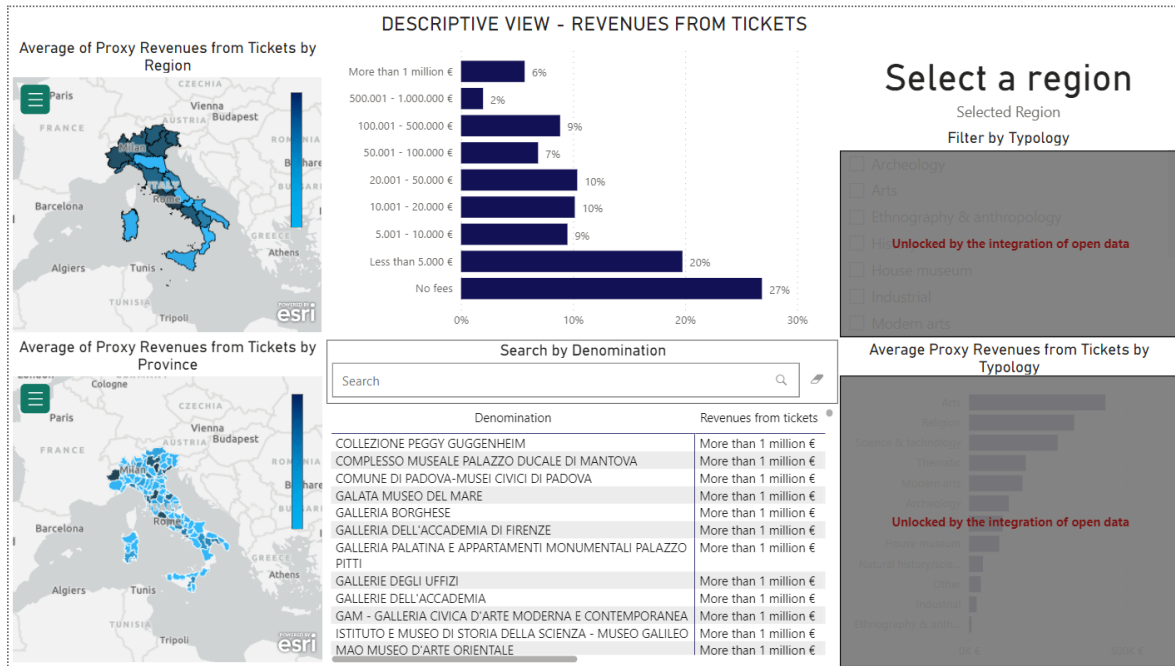 DESCRIPTIVE VIEW - REVENUES FROM TICKETS
Average of Proxy Revenues from Tickets by
Region
Paris
CZECHIA
Vienna
AUSTRIA
Budapest
FRANCE
Milan
ITALY
Rome
Barcelona
GREECE
Athens
Algiers
Tunis
TUNISIA
Tripoli
POWERED BY
esri
More than 1 million €
6%
500.001 - 1.000.000 €
2%
100.001 - 500.000 €
9%
50.001 - 100.000 €
7%
20.001 - 50.000 €
10%
10.001 - 20.000 €
10%
5.001 - 10.000 €
9%
Less than 5.000 €
20%
No fees
27%
0%
10%
20%
30%
Select a region
Selected Region
Filter by Typology
Archeology
Arts
Ethnography & anthropology
Unlocked by the integration of open data
House museum
Industrial
Modern arts
Average of Proxy Revenues from Tickets by
Province
Cologne
Paris
CZECHIA
Vienna
AUSTRIA
Budapest
FRANCE
Milan
Rome
Barcelona
GREECE
Athens
Algiers
Tunis
TUNISIA
Tripoli
POWERED BY
esri
Search by Denomination
Search
Denomination
Revenues from tickets
COLLEZIONE PEGGY GUGGENHEIM
More than 1 million €
COMPLESSO MUSEALE PALAZZO DUCALE DI MANTOVA
More than 1 million €
COMUNE DI PADOVA-MUSEI CIVICI DI PADOVA
More than 1 million €
GALATA MUSEO DEL MARE
More than 1 million €
GALLERIA BORGHESE
More than 1 million €
GALLERIA DELL'ACCADEMIA DI FIRENZE
More than 1 million €
GALLERIA PALATINA E APPARTAMENTI MONUMENTALI PALAZZO
PITTI
More than 1 million €
GALLERIE DEGLI UFFIZI
More than 1 million €
GALLERIE DELL'ACCADEMIA
More than 1 million €
GAM - GALLERIA CIVICA D'ARTE MODERNA E CONTEMPORANEA
More than 1 million €
ISTITUTO E MUSEO DI STORIA DELLA SCIENZA - MUSEO GALILEO
More than 1 million €
MAO MUSEO D'ARTE ORIENTALE
More than 1 million €
Average Proxy Revenues from Tickets by
Typology
Arts
Religion
Science & technology
Thematic
Modern arts
Archeology
Unlocked by the integration of open data
House museum
Other
Industrial